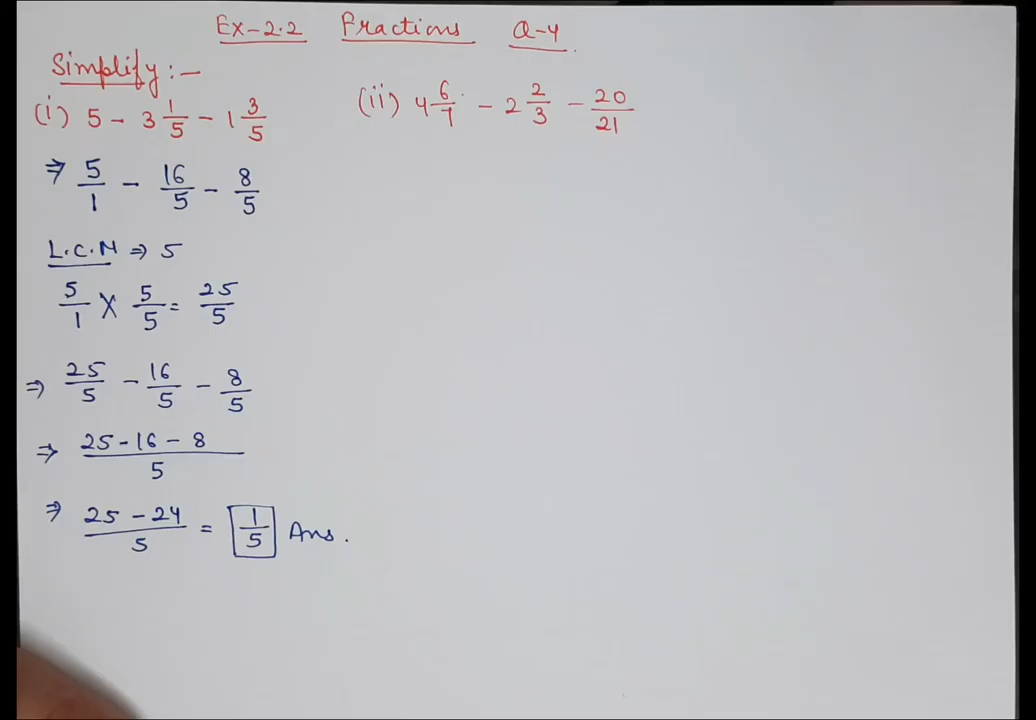 Ex-2.2 Fractions Q-4
Simplify:-
(i) 5 - 3 1/5 - 1 3/5
(ii) 4 6/7 - 2 2/3 - 20/21
⇒ 5/1 - 16/5 - 8/5
L.C.M ⇒ 5
5/1 × 5/5 = 25/5
⇒ 25/5 - 16/5 - 8/5
⇒ 25-16-8/5
⇒ 25-24/5 = 1/5 Ans.